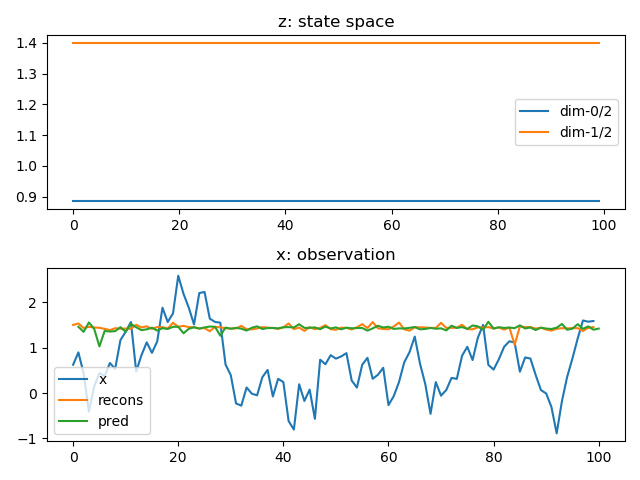 z: state space
1.4
1.3
1.2
1.1
1.0
0.9
dim-0/2
dim-1/2
0 20 40 60 80 100
x: observation
2
1
0
−1
x
recons
pred
0 20 40 60 80 100